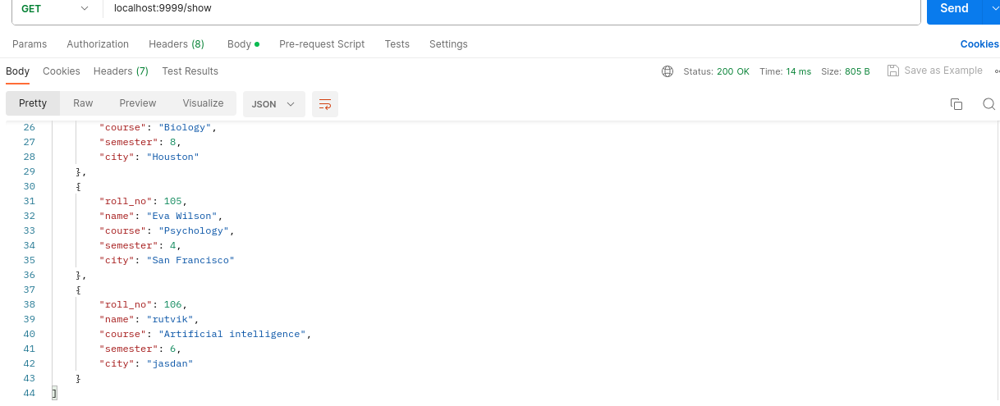 GET localhost:9999/show Send
Params Authorization Headers (8) Body Pre-request Script Tests Settings Cookies
Body Cookies Headers (7) Test Results Status: 200 OK Time: 14 ms Size: 805 B Save as Example
Pretty Raw Preview Visualize JSON
26 "course": "Biology",
27 "semester": 8,
28 "city": "Houston"
29 },
30 {
31 "roll_no": 105,
32 "name": "Eva Wilson",
33 "course": "Psychology",
34 "semester": 4,
35 "city": "San Francisco"
36 },
37 {
38 "roll_no": 106,
39 "name": "rutvik",
40 "course": "Artificial intelligence",
41 "semester": 6,
42 "city": "jasdan"
43 }
44 ]